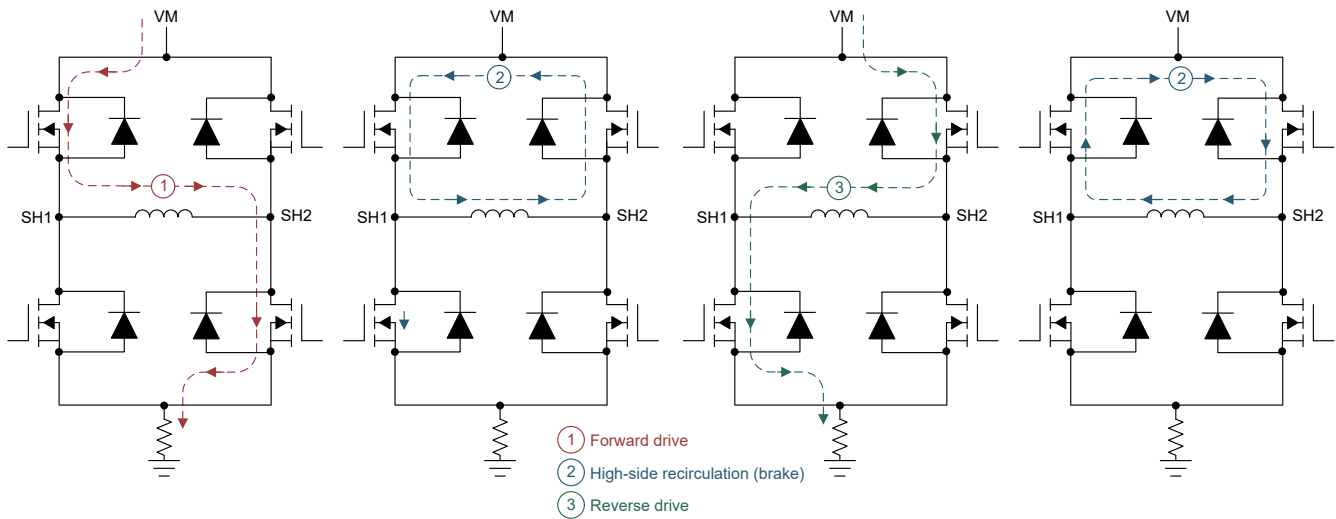 VM
VM
VM
VM
2
2
1
3
SH1
SH2
SH1
SH2
SH1
SH2
SH1
SH2
1 Forward drive
2 High-side recirculation (brake)
3 Reverse drive